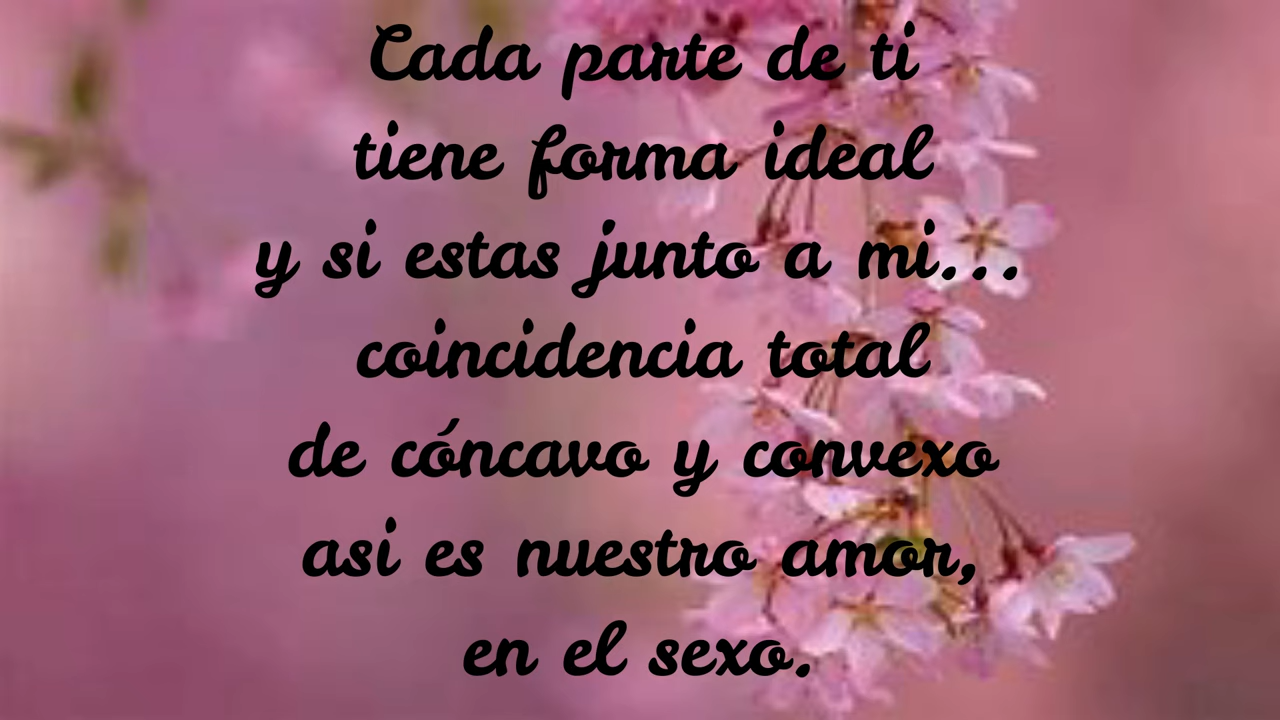 Cada parte de ti
tiene forma ideal
y si estas junto a mi...
coincidencia total
de cóncavo y convexo
asi es nuestro amor,
en el sexo.